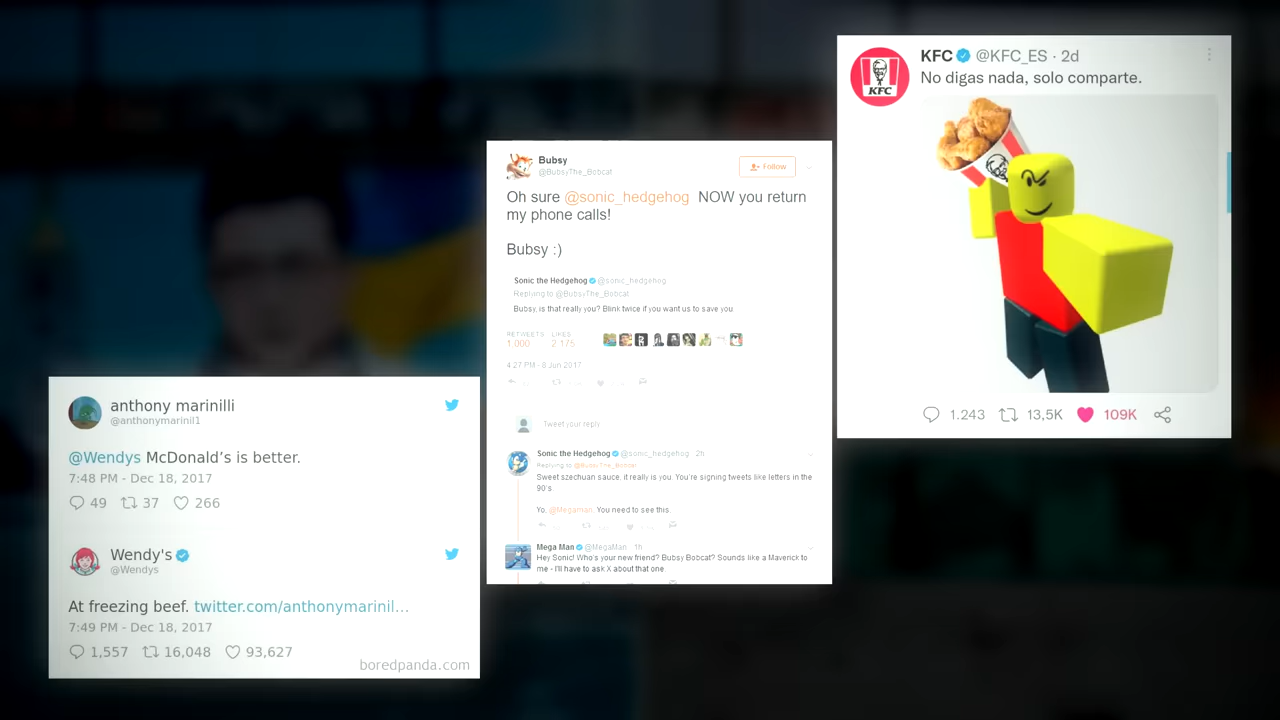 anthony marinilli
@anthonymarinil1
@Wendys McDonald's is better.
7:48 PM - Dec 18, 2017
49 37 266
Wendy's
@Wendys
At freezing beef. twitter.com/anthonymarinil…
7:49 PM - Dec 18, 2017
1,557 16,048 93,627
boredpanda.com
Bubsy
@BubsyThe_Bobcat
Follow
Oh sure @sonic_hedgehog NOW you return
my phone calls!
Bubsy :)
Sonic the Hedgehog @sonic_hedgehog
Replying to @BubsyThe_Bobcat
Bubsy, is that really you? Blink twice if you want us to save you
RETWEETS LIKES
1,000 2,175
4:27 PM - 8 Jun 2017
Tweet your reply
Sonic the Hedgehog @sonic_hedgehog 2h
Replying to @BubsyThe_Bobcat
Sweet szechuan sauce: it really is you. You're signing tweets like letters in the
90's
Yo, @Megaman. You need to see this.
Mega Man @MegaMan 1h
Hey Sonic! Who's your new friend? Bubsy Bobcat? Sounds like a Maverick to
me - I'll have to ask X about that one
KFC
KFC @KFC_ES · 2d
No digas nada, solo comparte.
1.243 13,5K 109K